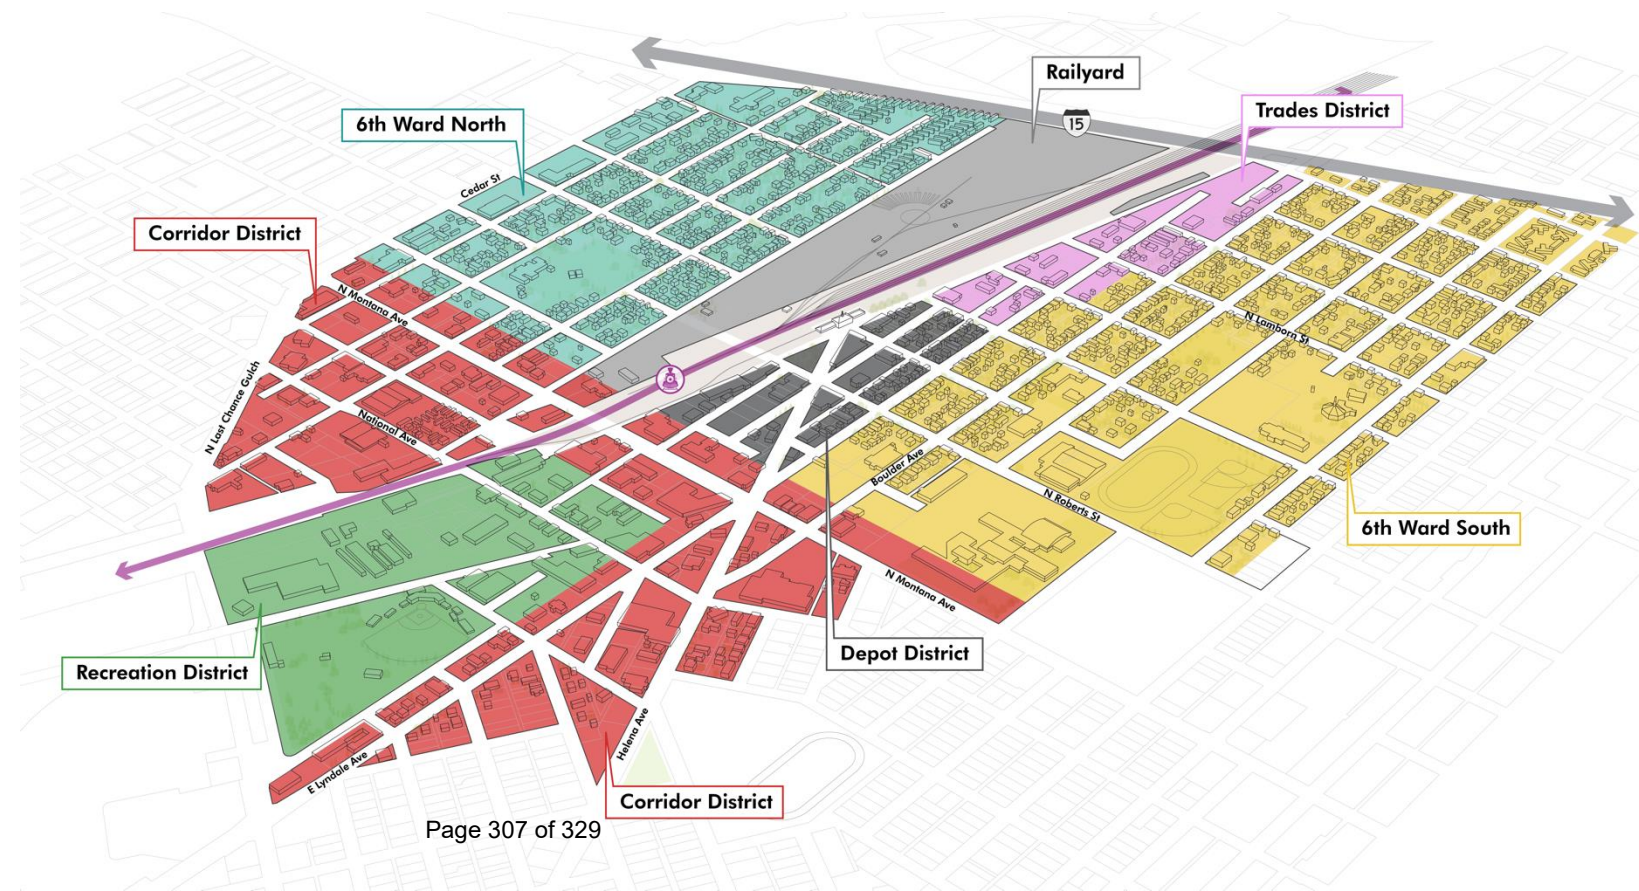 Railyard
15
Trades District
6th Ward North
Cedar St
Corridor District
N Montana Ave
N Last Chance Gulch
National Ave
N Lamborn St
Boulder Ave
N Roberts St
6th Ward South
N Montana Ave
Depot District
Recreation District
Helena Ave
E Lyndale Ave
Corridor District
Page 307 of 329